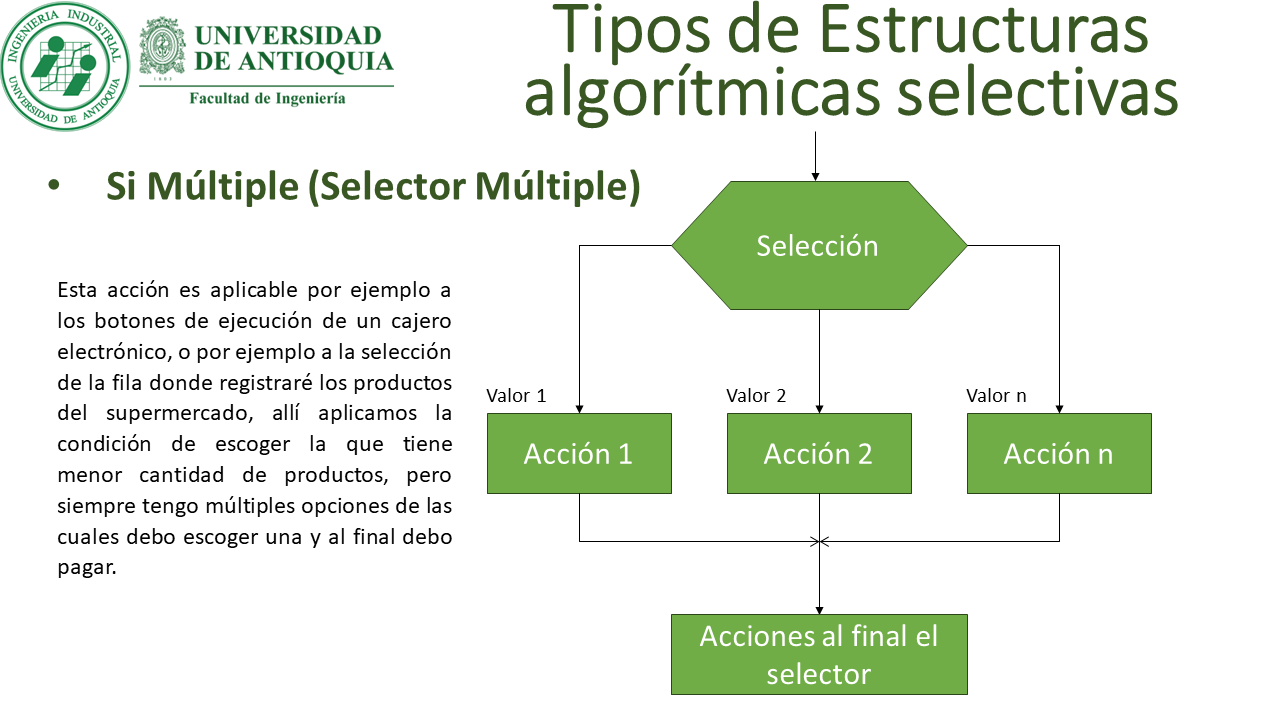 INGENIERIA INDUSTRIAL
UNIVERSIDAD DE ANTIOQUIA
UNIVERSIDAD
DE ANTIOQUIA
1803
Facultad de Ingeniería
Tipos de Estructuras
algorítmicas selectivas
• Si Múltiple (Selector Múltiple)
Esta acción es aplicable por ejemplo a
los botones de ejecución de un cajero
electrónico, o por ejemplo a la selección
de la fila donde registraré los productos
del supermercado, allí aplicamos la
condición de escoger la que tiene
menor cantidad de productos, pero
siempre tengo múltiples opciones de las
cuales debo escoger una y al final debo
pagar.
Selección
Valor 1
Valor 2
Valor n
Acción 1
Acción 2
Acción n
Acciones al final el
selector